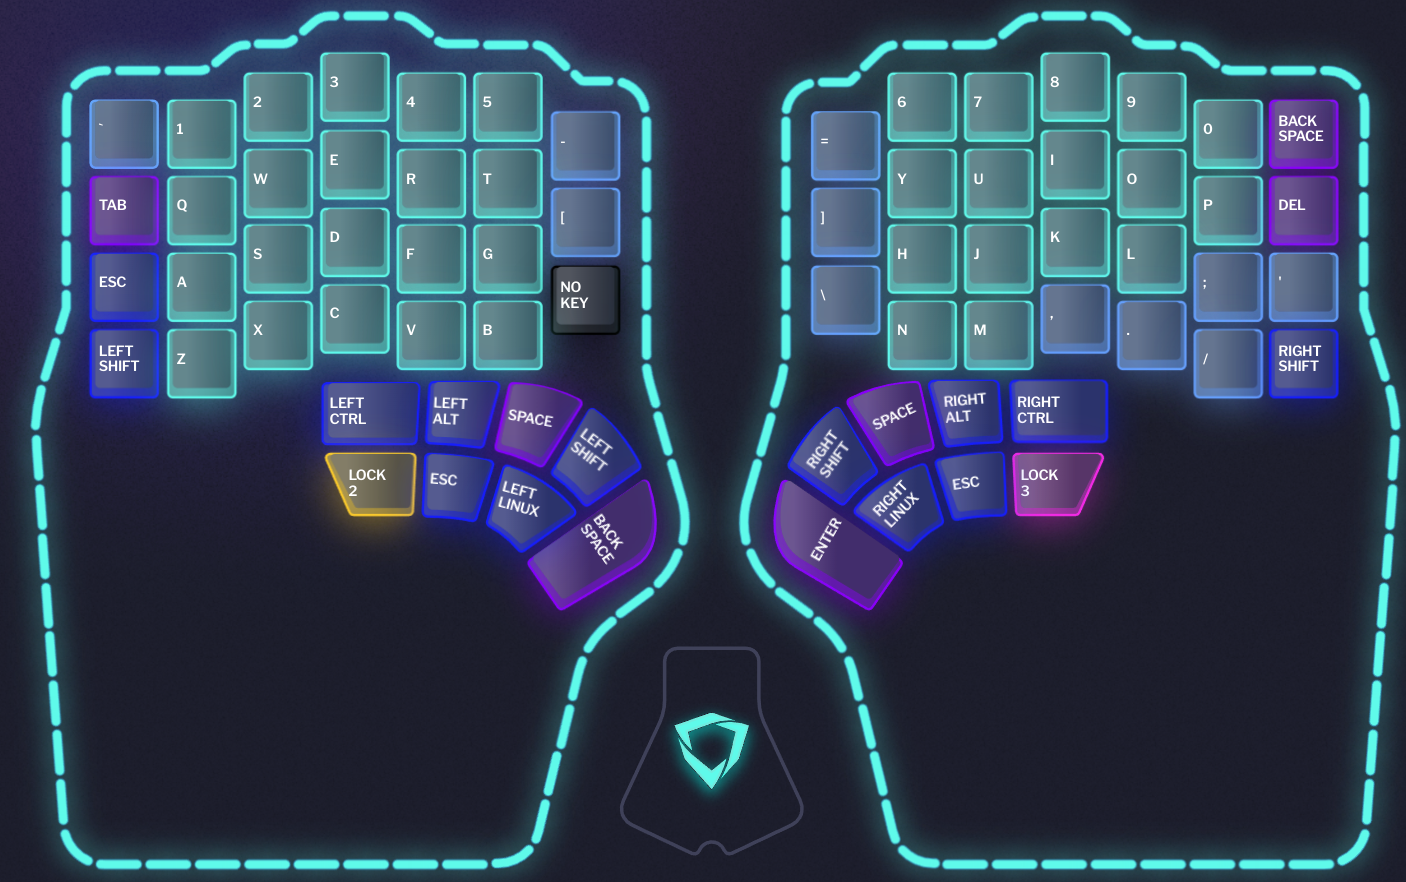 `
1
2
3
4
5
-
=
6
7
8
9
0
BACK
SPACE
TAB
Q
W
E
R
T
[
]
Y
U
I
O
P
DEL
ESC
A
S
D
F
G
NO
KEY
\
H
J
K
L
;
'
LEFT
SHIFT
Z
X
C
V
B
N
M
,
.
/
RIGHT
SHIFT
LEFT
CTRL
LEFT
ALT
SPACE
LEFT
SHIFT
RIGHT
SHIFT
SPACE
RIGHT
ALT
RIGHT
CTRL
LOCK
2
ESC
LEFT
LINUX
BACK
SPACE
ENTER
RIGHT
LINUX
ESC
LOCK
3